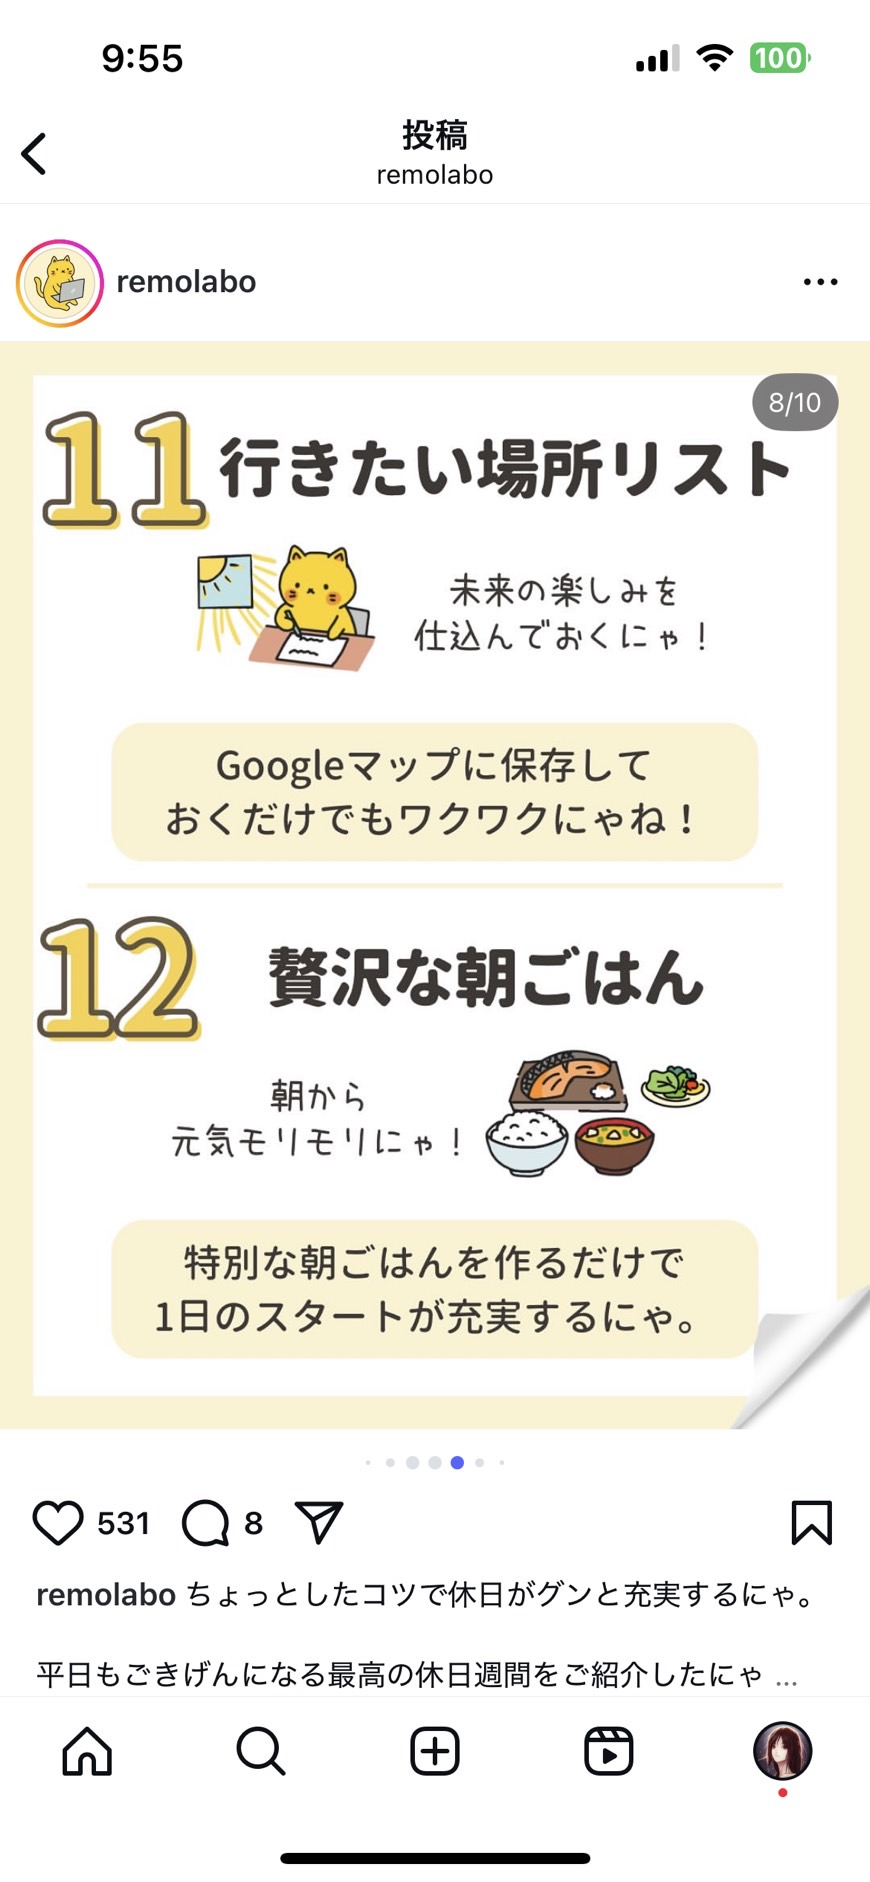 9:55
100
投稿
remolabo
remolabo
8/10
11 行きたい場所リスト
未来の楽しみを
仕込んでおくにゃ！
Googleマップに保存して
おくだけでもワクワクにゃね！
12 贅沢な朝ごはん
朝から
元気モリモリにゃ！
特別な朝ごはんを作るだけで
1日のスタートが充実するにゃ。
531 8
remolabo ちょっとしたコツで休日がグンと充実するにゃ。
平日もごきげんになる最高の休日週間をご紹介したにゃ ...